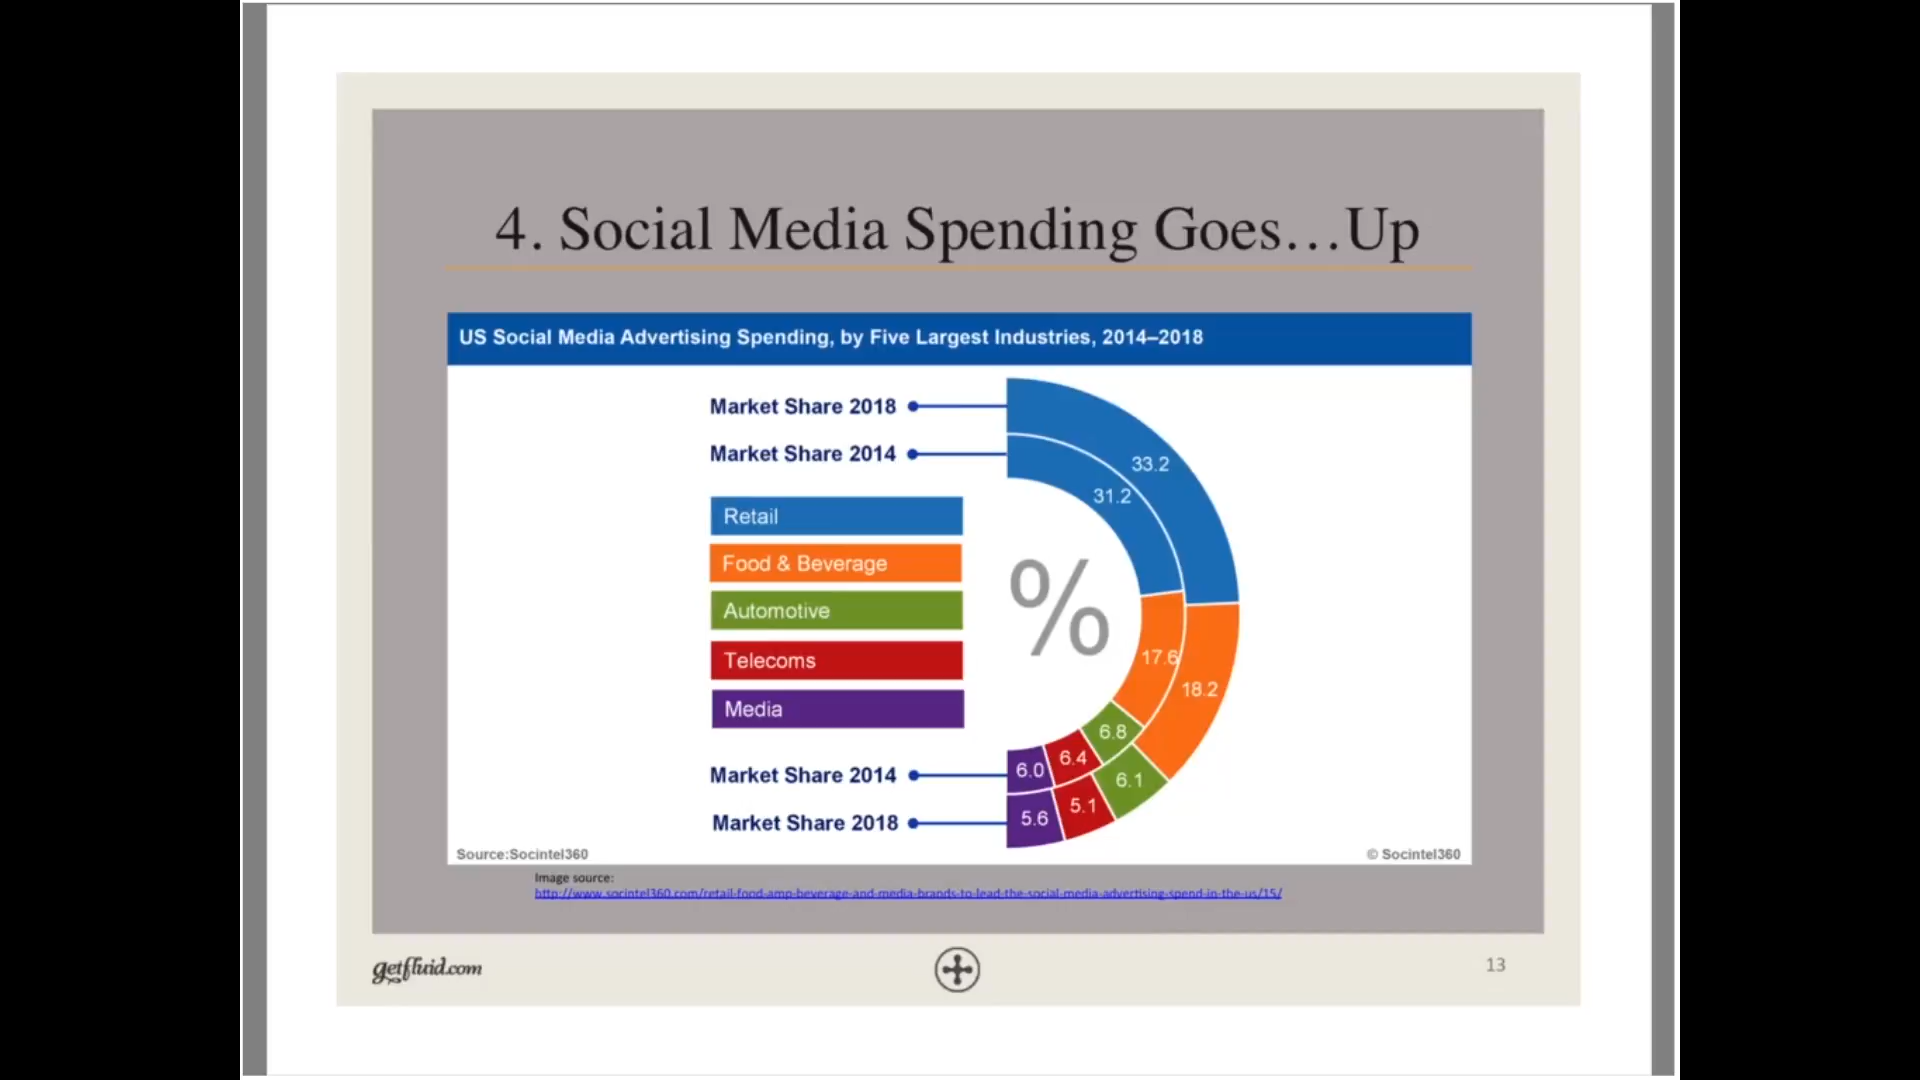 4. Social Media Spending Goes…Up
US Social Media Advertising Spending, by Five Largest Industries, 2014–2018
Market Share 2018
Market Share 2014
33.2
31.2
Retail
Food & Beverage
Automotive
Telecoms
Media
%
17.6
18.2
6.8
6.4
6.0
6.1
5.1
5.6
Market Share 2014
Market Share 2018
Source:Socintel360
© Socintel360
Image source:
http://www.socintel360.com/retail-food-amp-beverage-and-media-brands-to-lead-the-social-media-advertising-spend-in-the-us/15/
getfluid.com
13